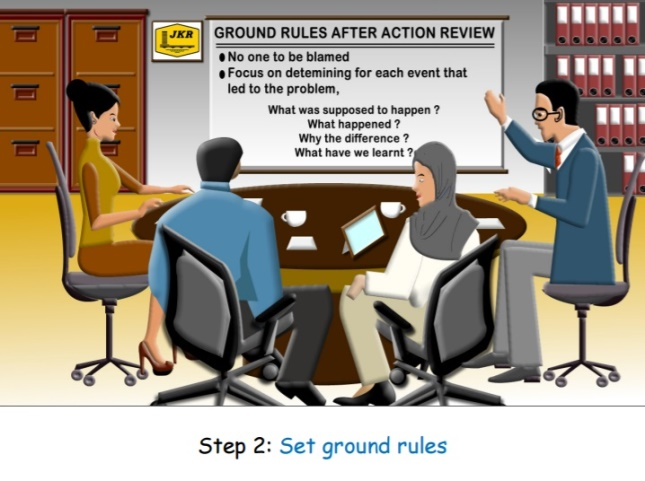 JKR
GROUND RULES AFTER ACTION REVIEW
● No one to be blamed
● Focus on detemining for each event that
led to the problem,
What was supposed to happen ?
What happened ?
Why the difference ?
What have we learnt ?
Step 2: Set ground rules